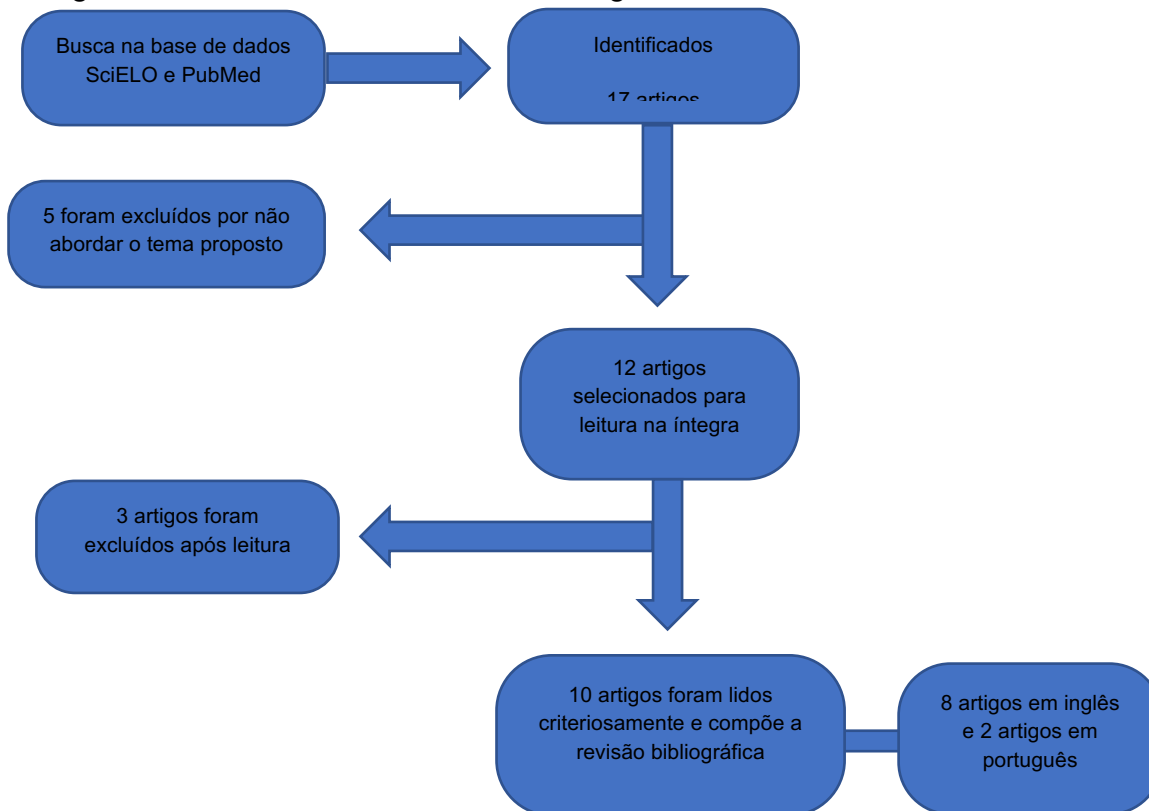 Busca na base de dados
SciELO e PubMed
Identificados
17 artigos
5 foram excluídos por não
abordar o tema proposto
12 artigos
selecionados para
leitura na íntegra
3 artigos foram
excluídos após leitura
10 artigos foram lidos
criteriosamente e compõe a
revisão bibliográfica
8 artigos em inglês
e 2 artigos em
português